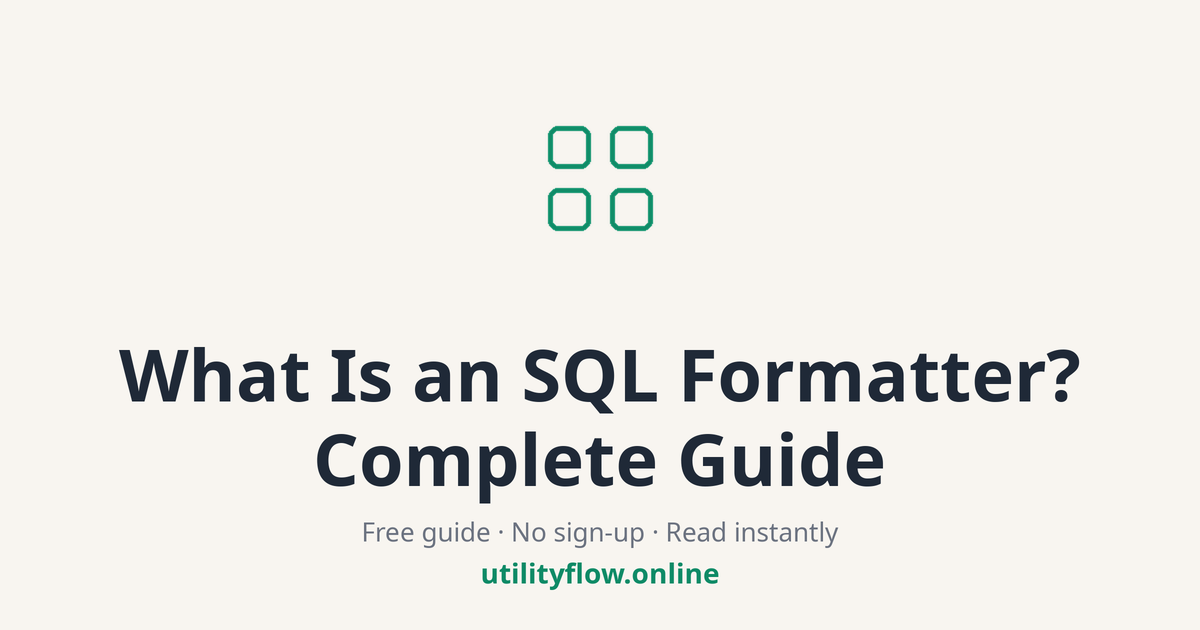 What Is an SQL Formatter?
Complete Guide
Free guide · No sign-up · Read instantly
utilityflow.online